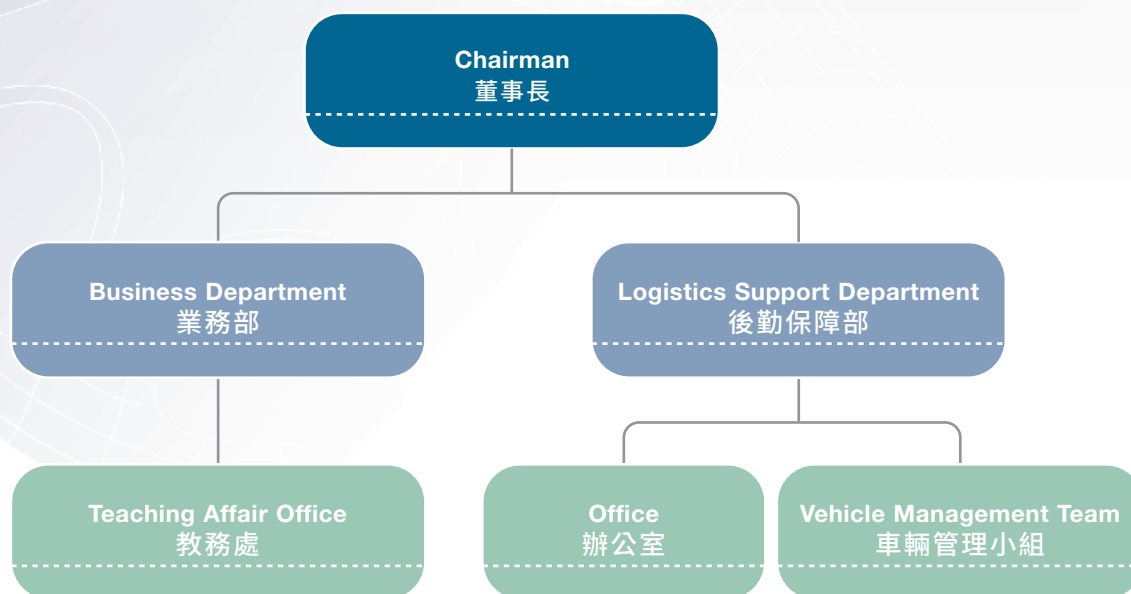 Chairman
董事長
Business Department
業務部
Logistics Support Department
後勤保障部
Teaching Affair Office
教務處
Office
辦公室
Vehicle Management Team
車輛管理小組